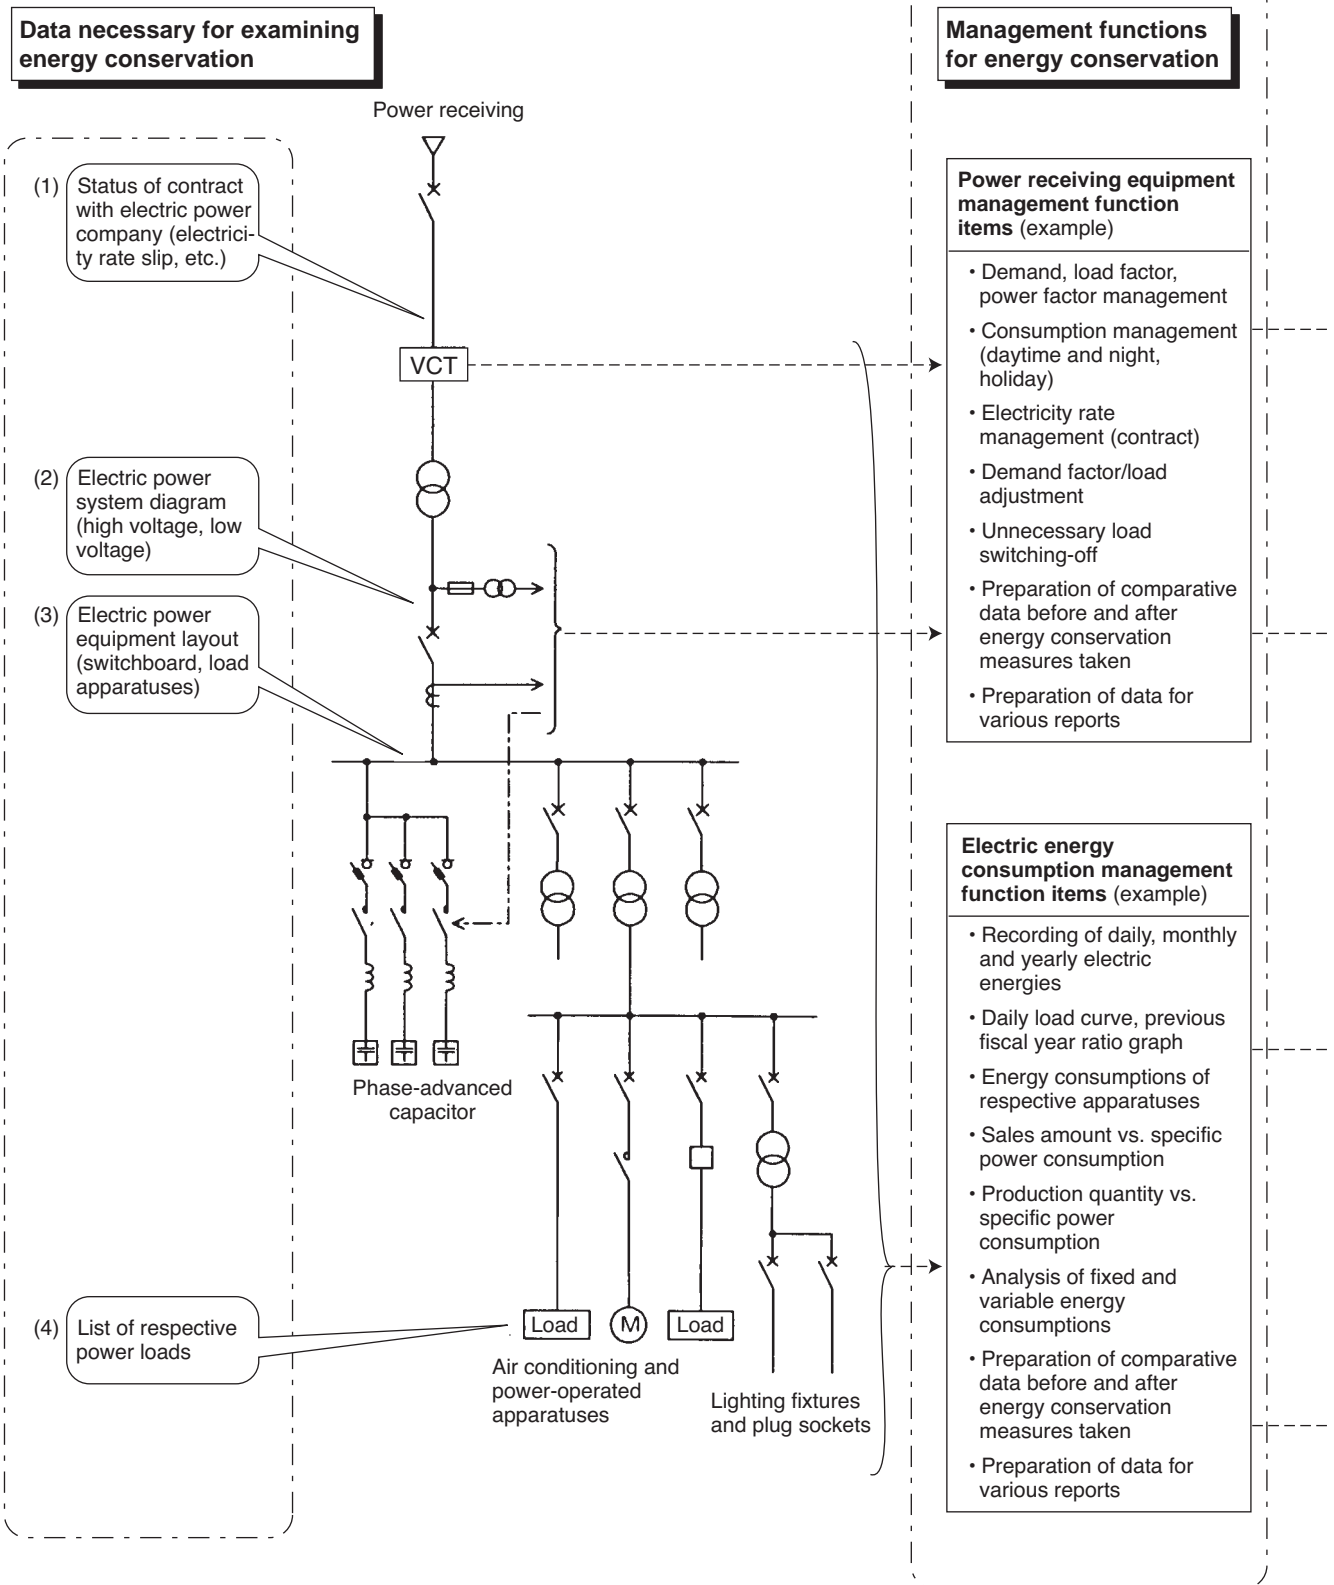 Data necessary for examining
energy conservation
Power receiving
(1) Status of contract
with electric power
company (electrici-
ty rate slip, etc.)
VCT
(2) Electric power
system diagram
(high voltage, low
voltage)
(3) Electric power
equipment layout
(switchboard, load
apparatuses)
Phase-advanced
capacitor
(4) List of respective
power loads
Load
M
Load
Air conditioning and
power-operated
apparatuses
Lighting fixtures
and plug sockets
Management functions
for energy conservation
Power receiving equipment
management function
items (example)
• Demand, load factor,
power factor management
• Consumption management
(daytime and night,
holiday)
• Electricity rate
management (contract)
• Demand factor/load
adjustment
• Unnecessary load
switching-off
• Preparation of comparative
data before and after
energy conservation
measures taken
• Preparation of data for
various reports
Electric energy
consumption management
function items (example)
• Recording of daily, monthly
and yearly electric
energies
• Daily load curve, previous
fiscal year ratio graph
• Energy consumptions of
respective apparatuses
• Sales amount vs. specific
power consumption
• Production quantity vs.
specific power
consumption
• Analysis of fixed and
variable energy
consumptions
• Preparation of comparative
data before and after
energy conservation
measures taken
• Preparation of data for
various reports